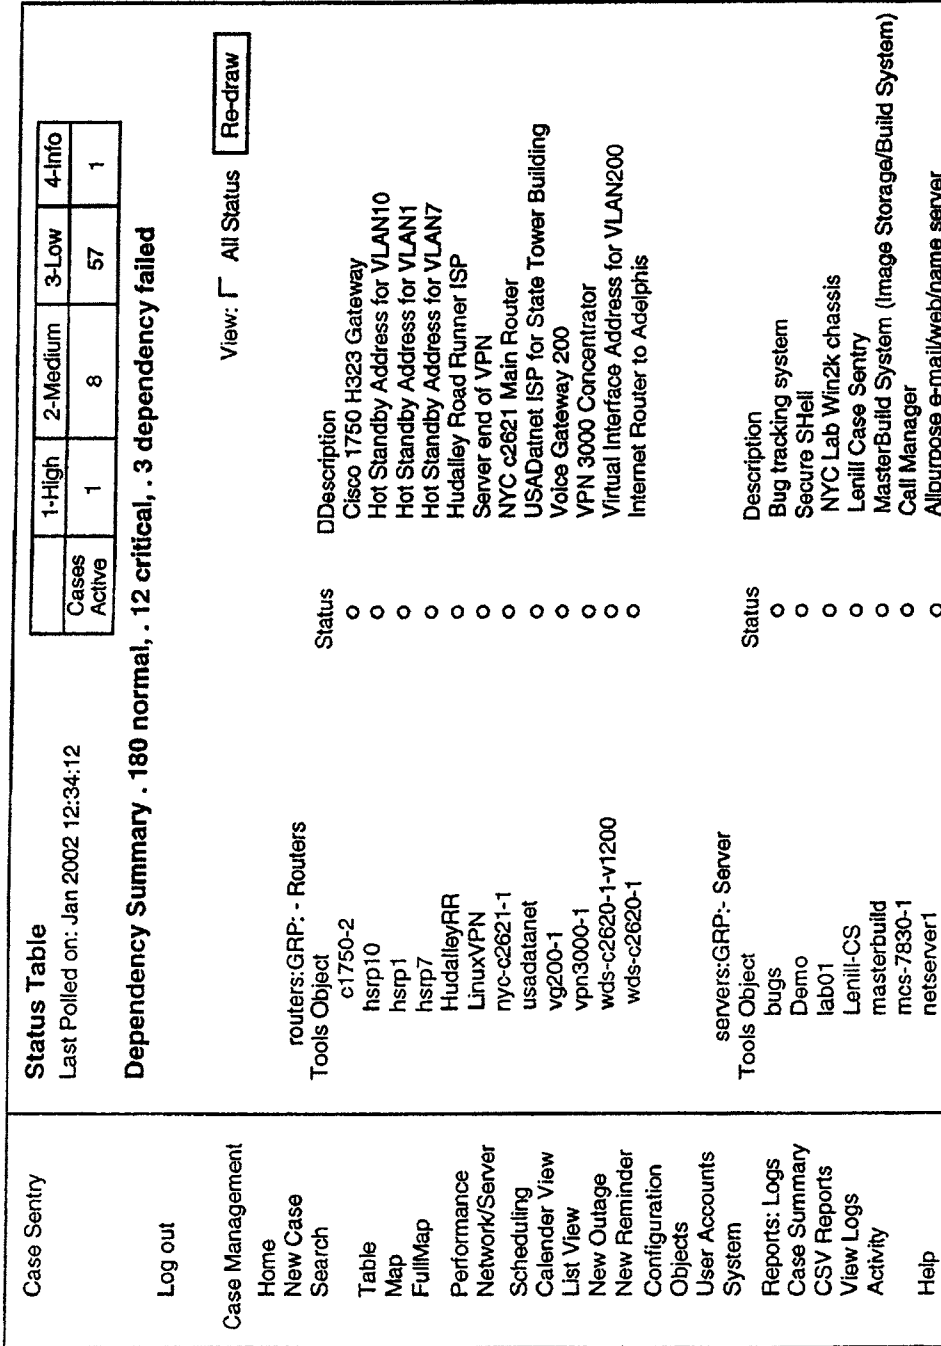 Case Sentry
Log out
Case Management
Home
New Case
Search
Table
Map
FullMap
Performance
Network/Server
Scheduling
Calender View
List View
New Outage
New Reminder
Configuration
Objects
User Accounts
System
Reports: Logs
Case Summary
CSV Reports
View Logs
Activity
Help
Status Table
Last Polled on: Jan 2002 12:34:12
1-High 2-Medium 3-Low 4-Info
Cases Active 1 8 57 1
Dependency Summary . 180 normal, . 12 critical, . 3 dependency failed
View: All Status Re-draw
routers:GRP: - Routers
Tools Object Status DDescription
c1750-2 Cisco 1750 H323 Gateway
hsrp10 Hot Standby Address for VLAN10
hsrp1 Hot Standby Address for VLAN1
hsrp7 Hot Standby Address for VLAN7
HudalleyRR Hudalley Road Runner ISP
LinuxVPN Server end of VPN
nyc-c2621-1 NYC c2621 Main Router
usadatanet USADatnet ISP for State Tower Building
vg200-1 Voice Gateway 200
vpn3000-1 VPN 3000 Concentrator
wds-c2620-1-v1200 Virtual Interface Address for VLAN200
wds-c2620-1 Internet Router to Adelphis
servers:GRP:- Server
Tools Object Status Description
bugs Bug tracking system
Demo Secure SHell
lab01 NYC Lab Win2k chassis
Lenill-CS Lenill Case Sentry
masterbuild MasterBuild System (Image Storage/Build System)
mcs-7830-1 Call Manager
netserver1 Allpurpose e-mail/web/name server